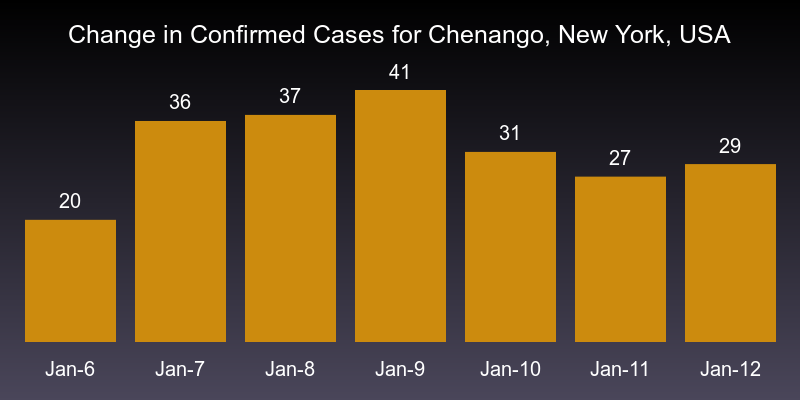 Change in Confirmed Cases for Chenango, New York, USA
20 36 37 41 31 27 29
Jan-6 Jan-7 Jan-8 Jan-9 Jan-10 Jan-11 Jan-12